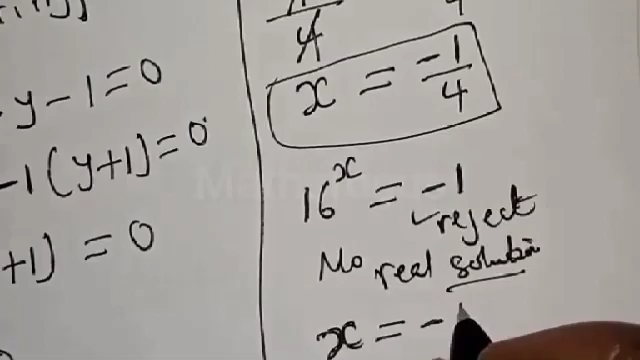 -y-1=0
-1(y+1)=0
+1)=0
4
x = -1/4
16^x = -1
reject
No real solution
x = -